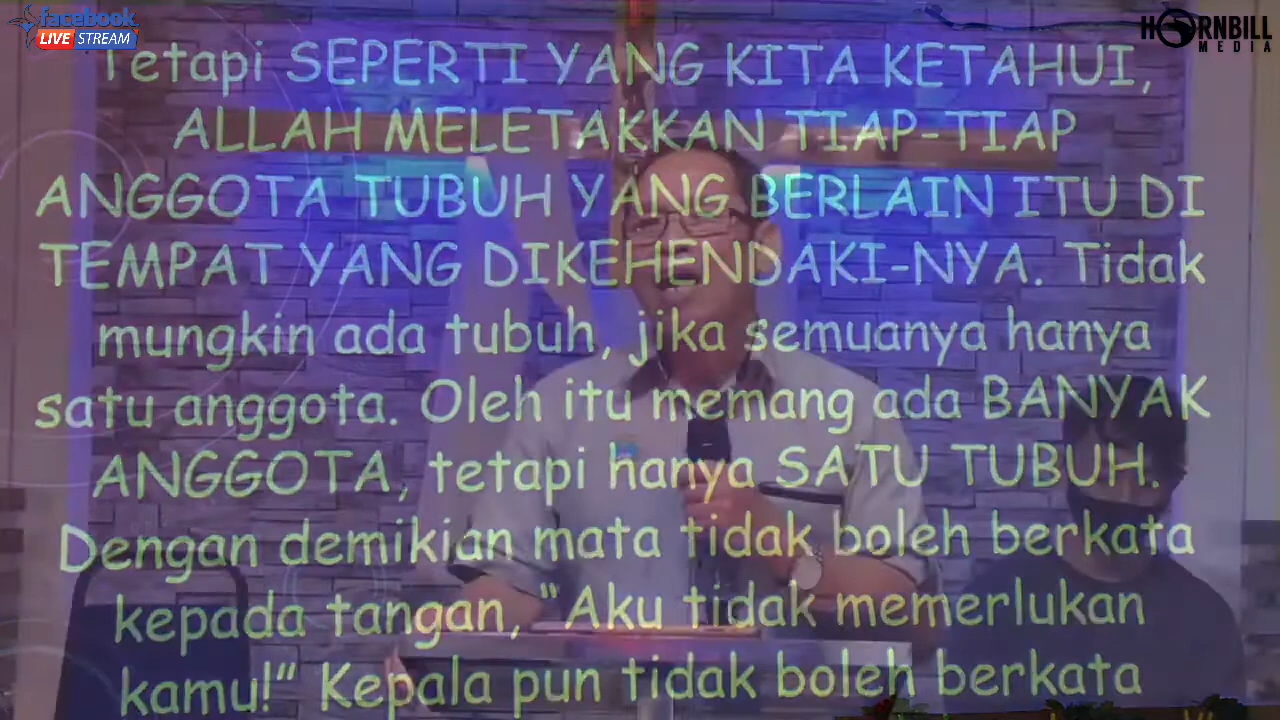 facebook
LIVE STREAM
HORNBILL
MEDIA
Tetapi SEPERTI YANG KITA KETAHUI,
ALLAH MELETAKKAN TIAP-TIAP
ANGGOTA TUBUH YANG BERLAIN ITU DI
TEMPAT YANG DIKEHENDAKI-NYA. Tidak
mungkin ada tubuh, jika semuanya hanya
satu anggota. Oleh itu memang ada BANYAK
ANGGOTA, tetapi hanya SATU TUBUH.
Dengan demikian mata tidak boleh berkata
kepada tangan, "Aku tidak memerlukan
kamu!" Kepala pun tidak boleh berkata